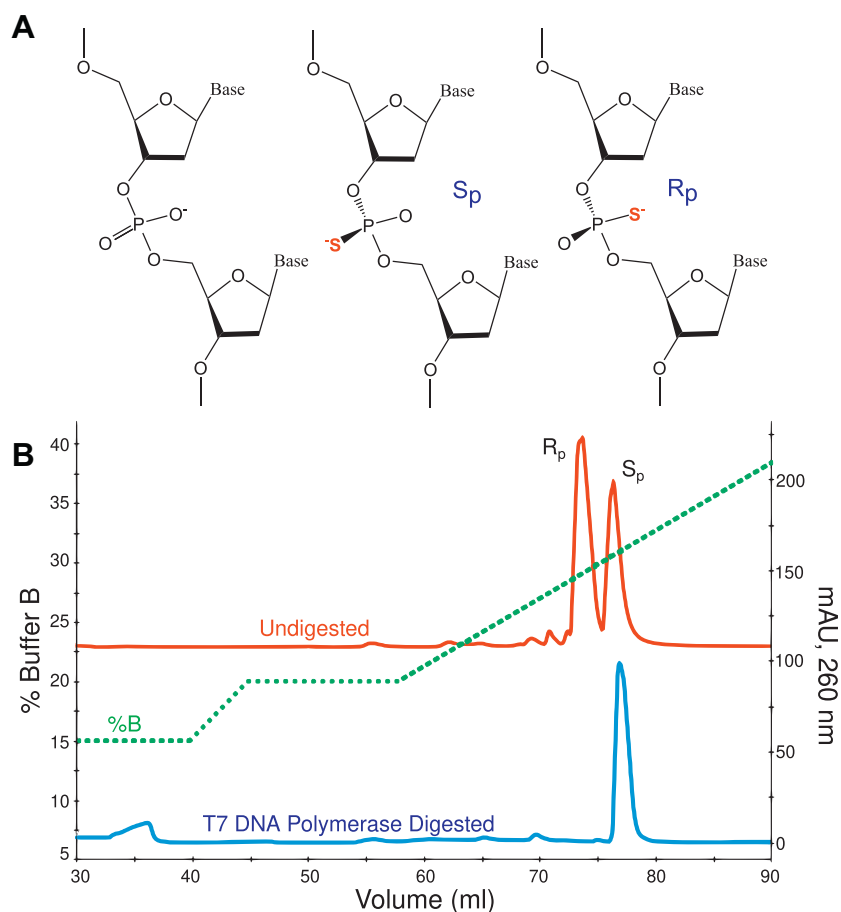 A
O
O
Base
O
P
O-
O
O
O
Base
O
O
O
Base
O
Sp
P
O
-S
O
O
Base
O
O
O
Base
O
Rp
P
S-
O
O
O
Base
O
B
% Buffer B
40
35
30
25
20
15
10
5
Rp
Sp
Undigested
%B
T7 DNA Polymerase Digested
200
150
100
50
0
mAU, 260 nm
30
40
50
60
70
80
90
Volume (ml)